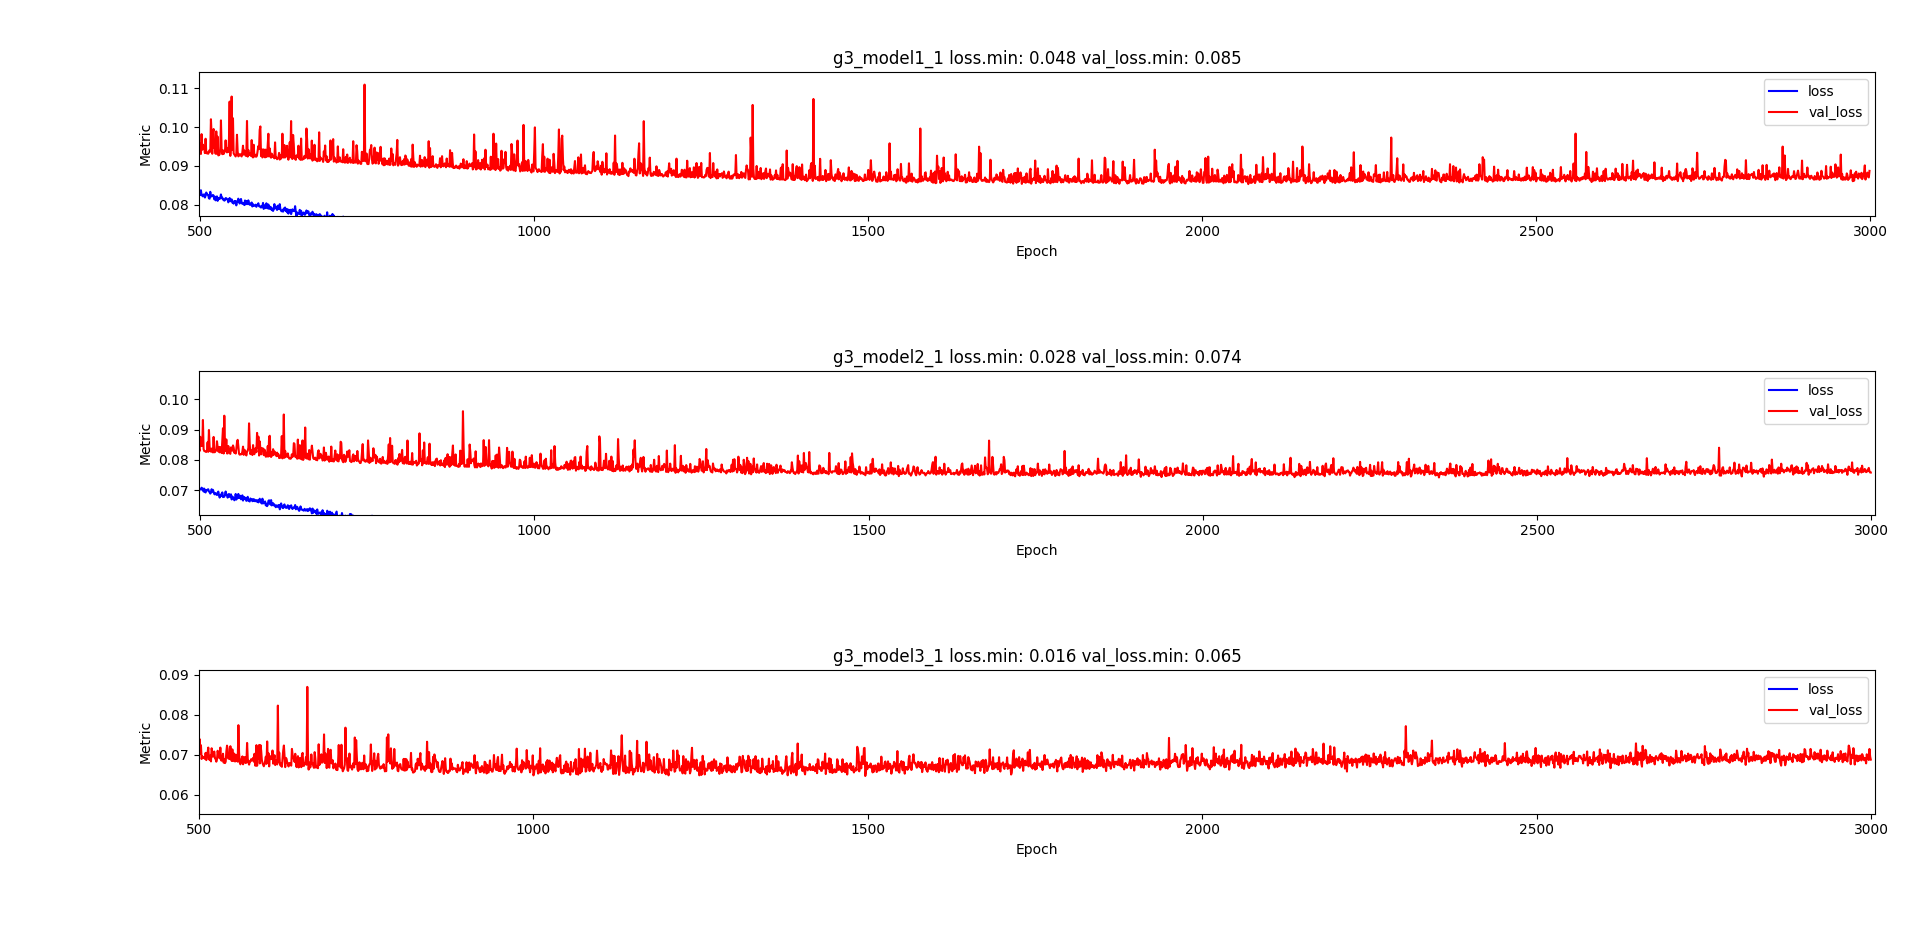 g3_model1_1 loss.min: 0.048 val_loss.min: 0.085
0.11
0.10
0.09
0.08
Metric
loss
val_loss
500 1000 1500 2000 2500 3000
Epoch
g3_model2_1 loss.min: 0.028 val_loss.min: 0.074
0.10
0.09
0.08
0.07
Metric
loss
val_loss
500 1000 1500 2000 2500 3000
Epoch
g3_model3_1 loss.min: 0.016 val_loss.min: 0.065
0.09
0.08
0.07
0.06
Metric
loss
val_loss
500 1000 1500 2000 2500 3000
Epoch